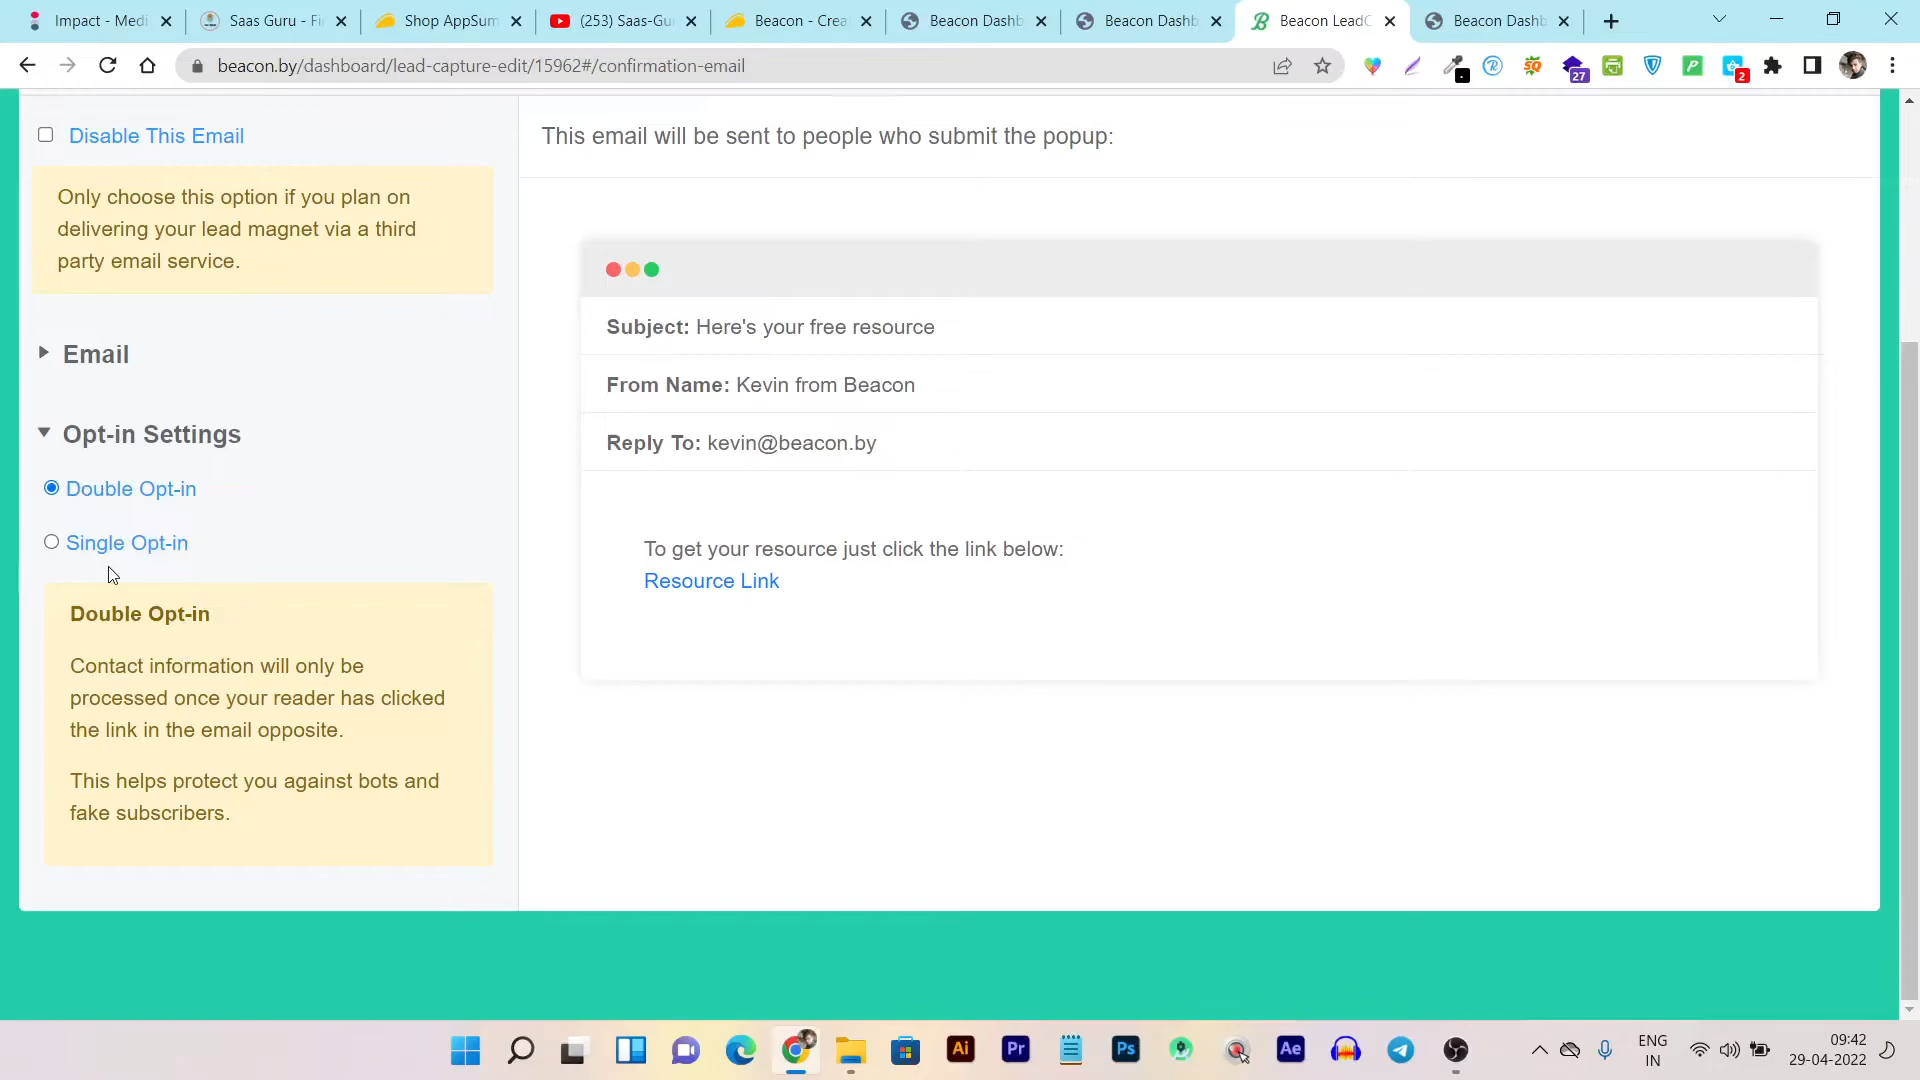 Impact - Medi
Saas Guru - Fi
Shop AppSum
(253) Saas-Gu
Beacon - Crea
Beacon Dashb
Beacon Dashb
Beacon LeadC
Beacon Dashb
beacon.by/dashboard/lead-capture-edit/15962#/confirmation-email
27
2
Disable This Email
Only choose this option if you plan on
delivering your lead magnet via a third
party email service.
Email
Opt-in Settings
Double Opt-in
Single Opt-in
Double Opt-in
Contact information will only be
processed once your reader has clicked
the link in the email opposite.
This helps protect you against bots and
fake subscribers.
This email will be sent to people who submit the popup:
Subject: Here's your free resource
From Name: Kevin from Beacon
Reply To: kevin@beacon.by
To get your resource just click the link below:
Resource Link
Ai
Pr
Ps
Ae
ENG
IN
09:42
29-04-2022